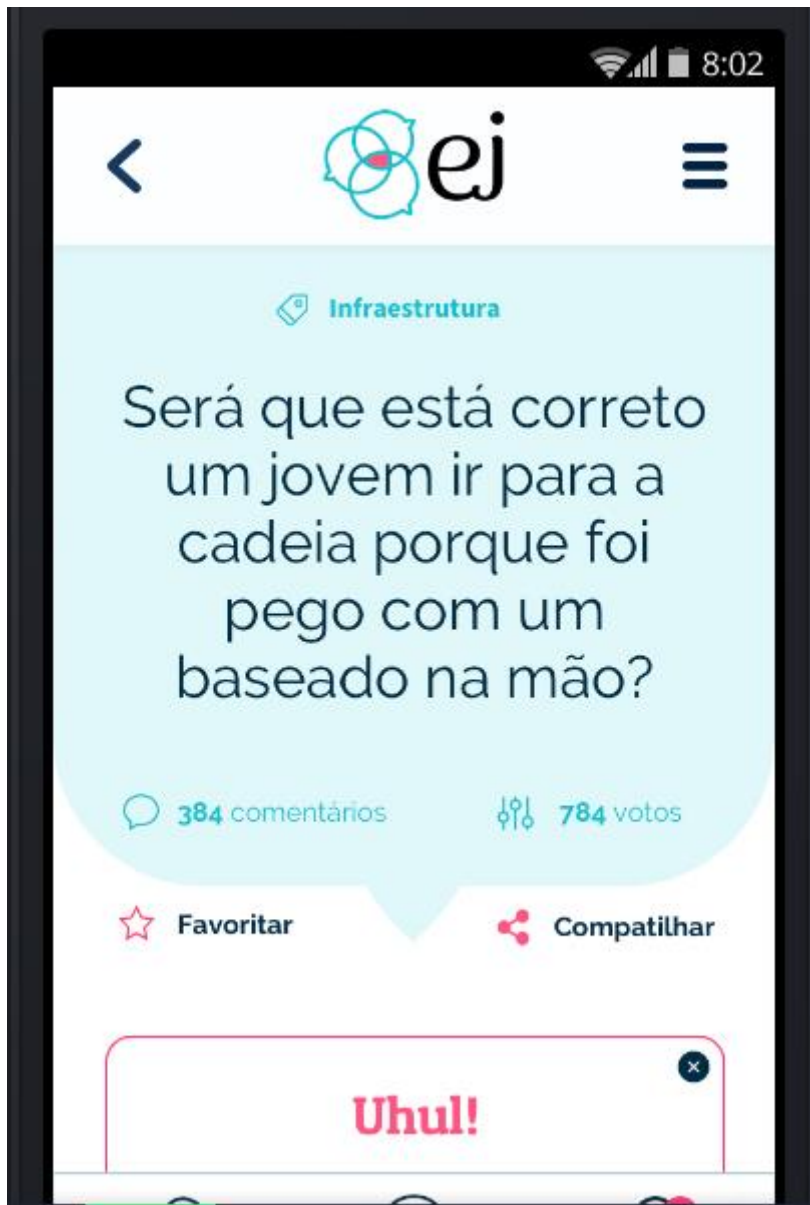 8:02
ej
Infraestrutura
Será que está correto
um jovem ir para a
cadeia porque foi
pego com um
baseado na mão?
384 comentários 784 votos
Favoritar Compatilhar
Uhul!